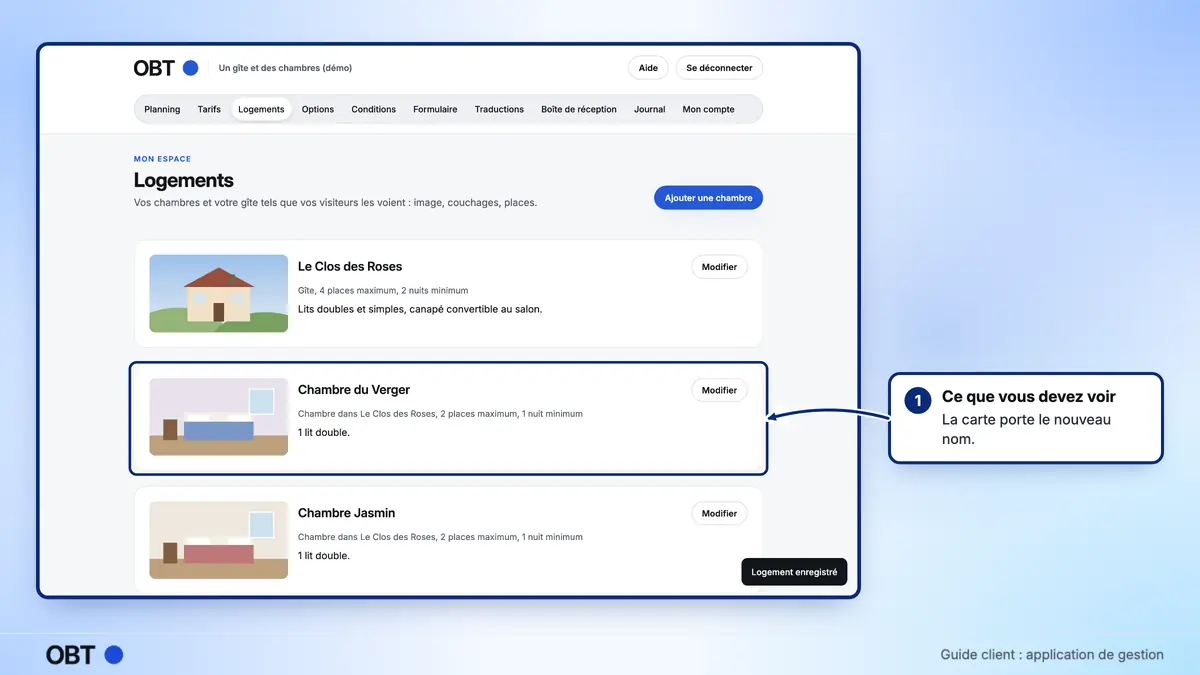 OBT
Un gîte et des chambres (démo)
Aide
Se déconnecter
Planning
Tarifs
Logements
Options
Conditions
Formulaire
Traductions
Boîte de réception
Journal
Mon compte
MON ESPACE
Logements
Vos chambres et votre gîte tels que vos visiteurs les voient : image, couchages, places.
Ajouter une chambre
Le Clos des Roses
Modifier
Gîte, 4 places maximum, 2 nuits minimum
Lits doubles et simples, canapé convertible au salon.
Chambre du Verger
Modifier
Chambre dans Le Clos des Roses, 2 places maximum, 1 nuit minimum
1 lit double.
Chambre Jasmin
Modifier
Chambre dans Le Clos des Roses, 2 places maximum, 1 nuit minimum
1 lit double.
Logement enregistré
1
Ce que vous devez voir
La carte porte le nouveau
nom.
OBT
Guide client : application de gestion